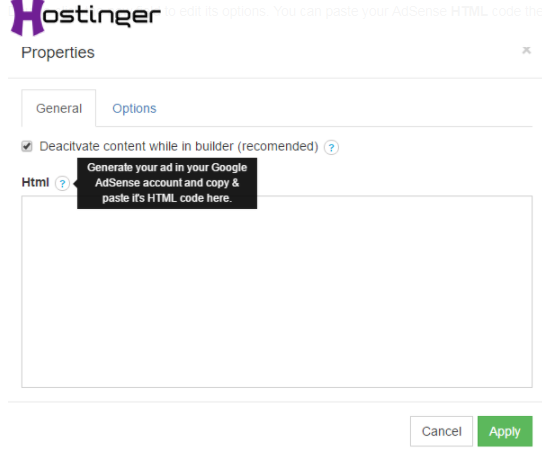 Hostinger
to edit its options. You can paste your AdSense HTML code
Properties
×
General
Options
Deacitvate content while in builder (recomended) ?
Generate your ad in your Google
AdSense account and copy &
paste it's HTML code here.
Html ?
Cancel
Apply